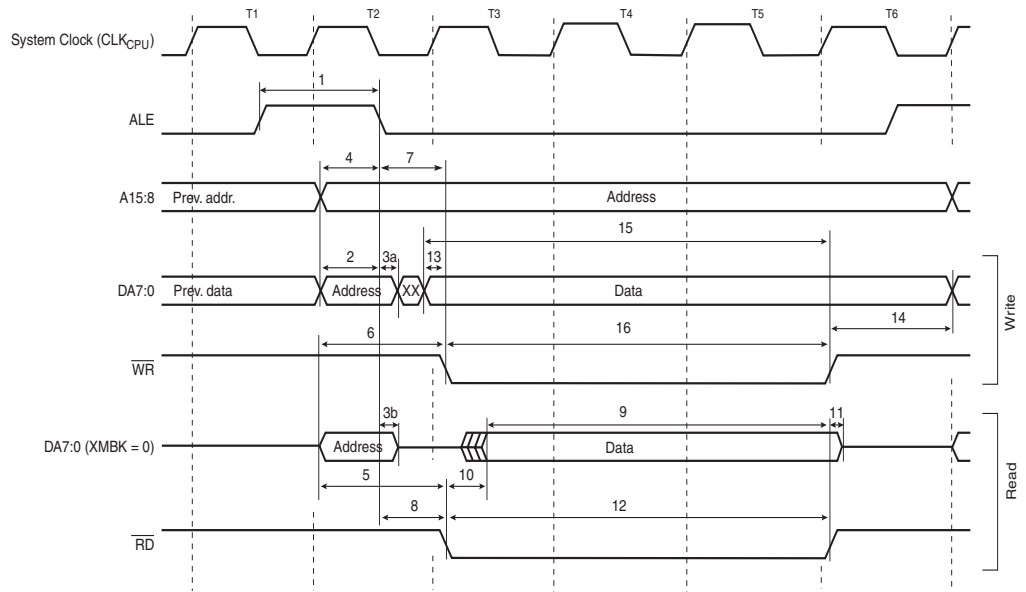 T1 T2 T3 T4 T5 T6
System Clock (CLKCPU)
1
ALE
4 7
A15:8 Prev. addr. Address
15
2 3a 13
DA7:0 Prev. data Address XX Data
6 16 14
WR
Write
3b 9 11
DA7:0 (XMBK = 0) Address Data
5 10
8 12
RD
Read